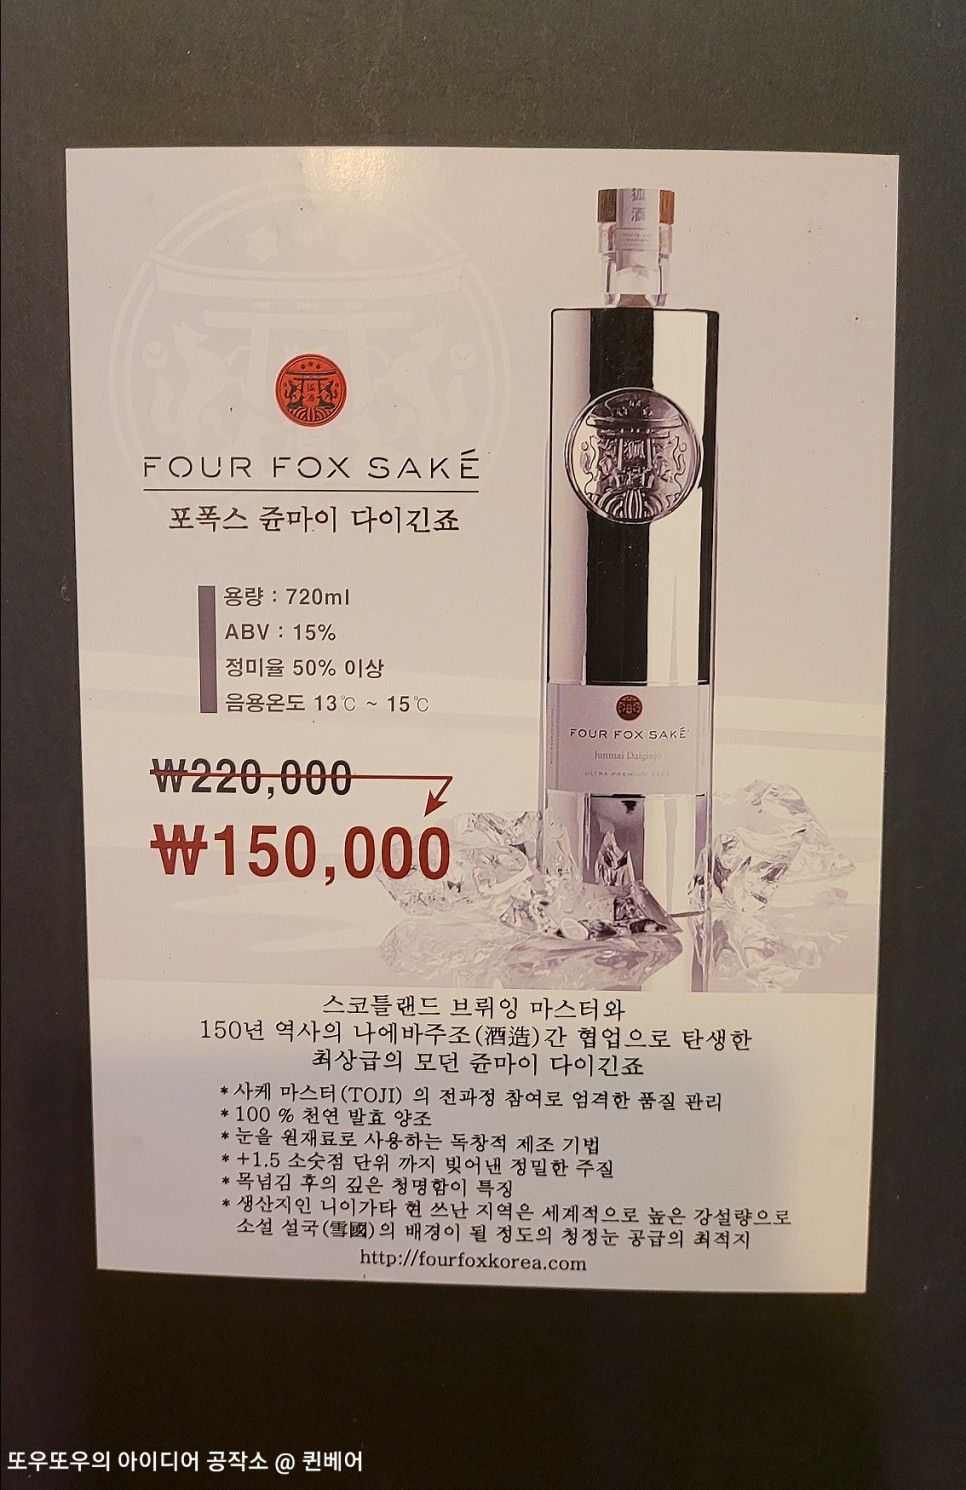 狐
酒
FOUR FOX SAKÉ
포폭스 쥰마이 다이긴죠
용량 : 720ml
ABV : 15%
정미율 50% 이상
음용온도 13℃ ~ 15℃
₩220,000
₩150,000
FOUR FOX SAKÉ
Junmai Daiginjo
ULTRA PREMIUM SAKE
스코틀랜드 브뤼잉 마스터와
150년 역사의 나에바주조(酒造)간 협업으로 탄생한
최상급의 모던 쥰마이 다이긴죠
*사케 마스터(TOJI) 의 전과정 참여로 엄격한 품질 관리
*100 % 천연 발효 양조
*눈을 원재료로 사용하는 독창적 제조 기법
*+1.5 소숫점 단위 까지 빚어낸 정밀한 주질
*목넘김 후의 깊은 청명함이 특징
*생산지인 니이가타 현 쓰난 지역은 세계적으로 높은 강설량으로
소설 설국(雪國)의 배경이 될 정도의 청정눈 공급의 최적지
http://fourfoxkorea.com
또우또우의 아이디어 공작소 @ 퀸베어